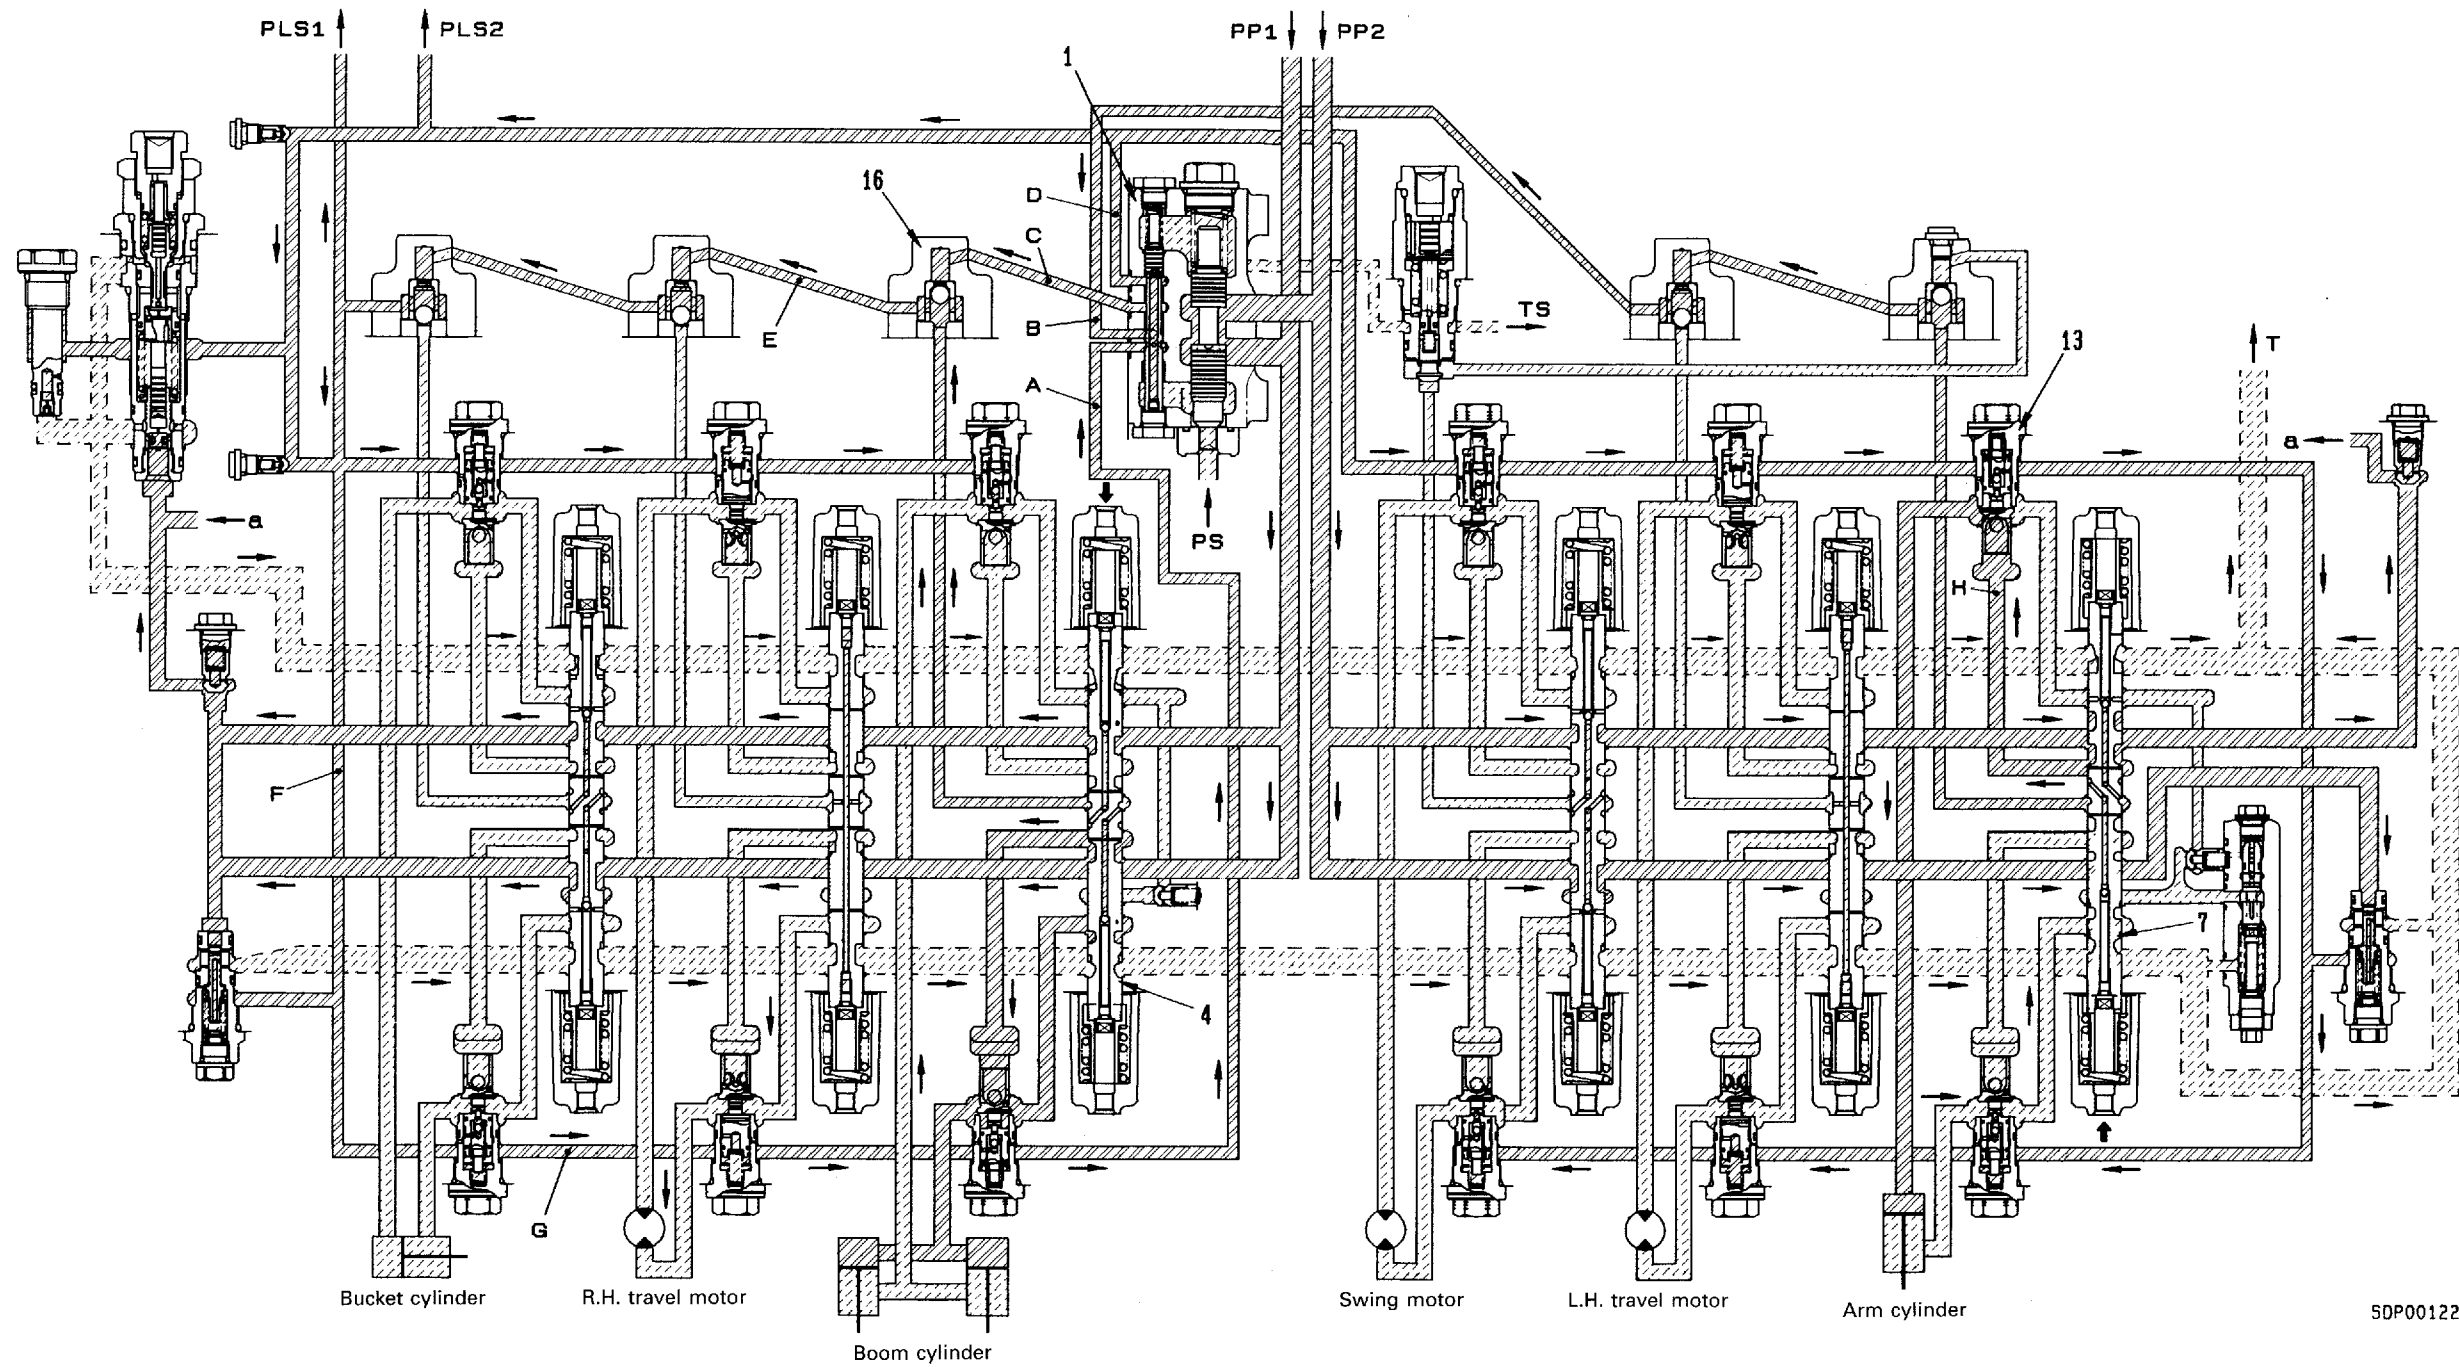 PLS1
PLS2
PP1
PP2
1
16
D
C
B
A
E
PS
TS
13
T
a
a
H
F
4
7
G
Bucket cylinder
R.H. travel motor
Boom cylinder
Swing motor
L.H. travel motor
Arm cylinder
SDP00122